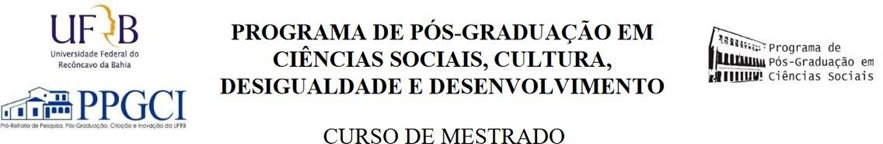 UFRB
Universidade Federal do
Recôncavo da Bahia
PPGCI
Pró-Reitoria de Pesquisa, Pós-Graduação, Criação e Inovação da UFRB
PROGRAMA DE PÓS-GRADUAÇÃO EM
CIÊNCIAS SOCIAIS, CULTURA,
DESIGUALDADE E DESENVOLVIMENTO
CURSO DE MESTRADO
Programa de
Pós-Graduação em
Ciências Sociais